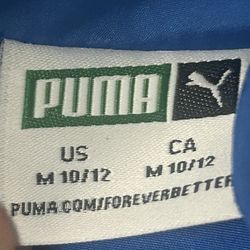 PUMA
US CA
M 10/12 M 10/12
PUMA.COM/FOREVERBETTER